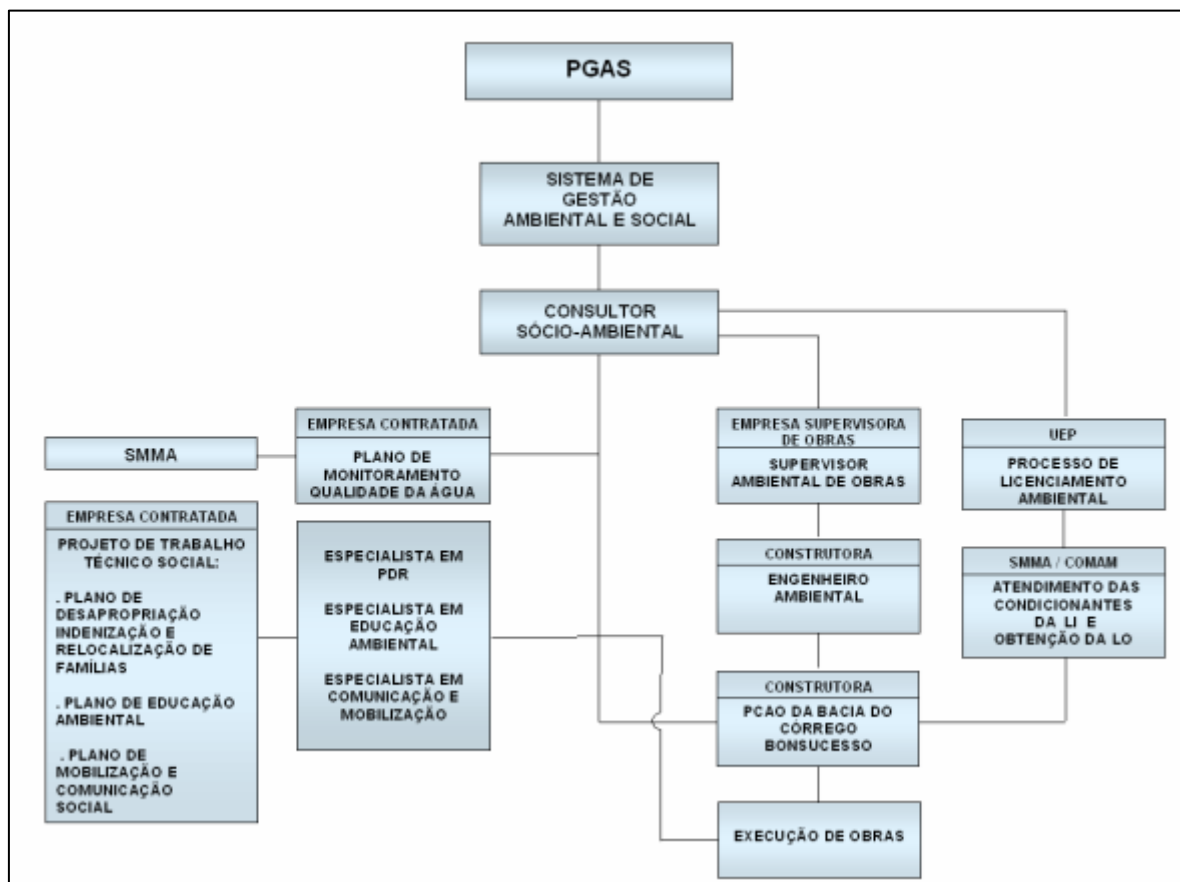 PGAS
SISTEMA DE
GESTÃO
AMBIENTAL E SOCIAL
CONSULTOR
SÓCIO-AMBIENTAL
SMMA
EMPRESA CONTRATADA
PLANO DE
MONITORAMENTO
QUALIDADE DA ÁGUA
EMPRESA SUPERVISORA
DE OBRAS
SUPERVISOR
AMBIENTAL DE OBRAS
UEP
PROCESSO DE
LICENCIAMENTO
AMBIENTAL
EMPRESA CONTRATADA
PROJETO DE TRABALHO
TÉCNICO SOCIAL:
. PLANO DE
DESAPROPRIAÇÃO
INDENIZAÇÃO E
RELOCALIZAÇÃO DE
FAMÍLIAS
. PLANO DE EDUCAÇÃO
AMBIENTAL
. PLANO DE
MOBILIZAÇÃO E
COMUNICAÇÃO
SOCIAL
ESPECIALISTA EM
PDR
ESPECIALISTA EM
EDUCAÇÃO
AMBIENTAL
ESPECIALISTA EM
COMUNICAÇÃO E
MOBILIZAÇÃO
CONSTRUTORA
ENGENHEIRO
AMBIENTAL
SMMA / COMAM
ATENDIMENTO DAS
CONDICIONANTES
DA LI E
OBTENÇÃO DA LO
CONSTRUTORA
PCAO DA BACIA DO
CÓRREGO
BONSUCESSO
EXECUÇÃO DE OBRAS